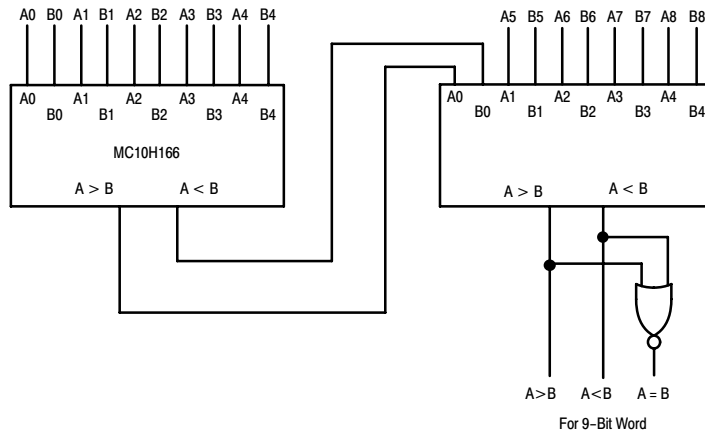 A0 B0 A1 B1 A2 B2 A3 B3 A4 B4
A0 A1 A2 A3 A4
B0 B1 B2 B3 B4
MC10H166
A > B A < B
A5 B5 A6 B6 A7 B7 A8 B8
A0 A1 A2 A3 A4
B0 B1 B2 B3 B4
A > B A < B
A>B A<B A = B
For 9−Bit Word